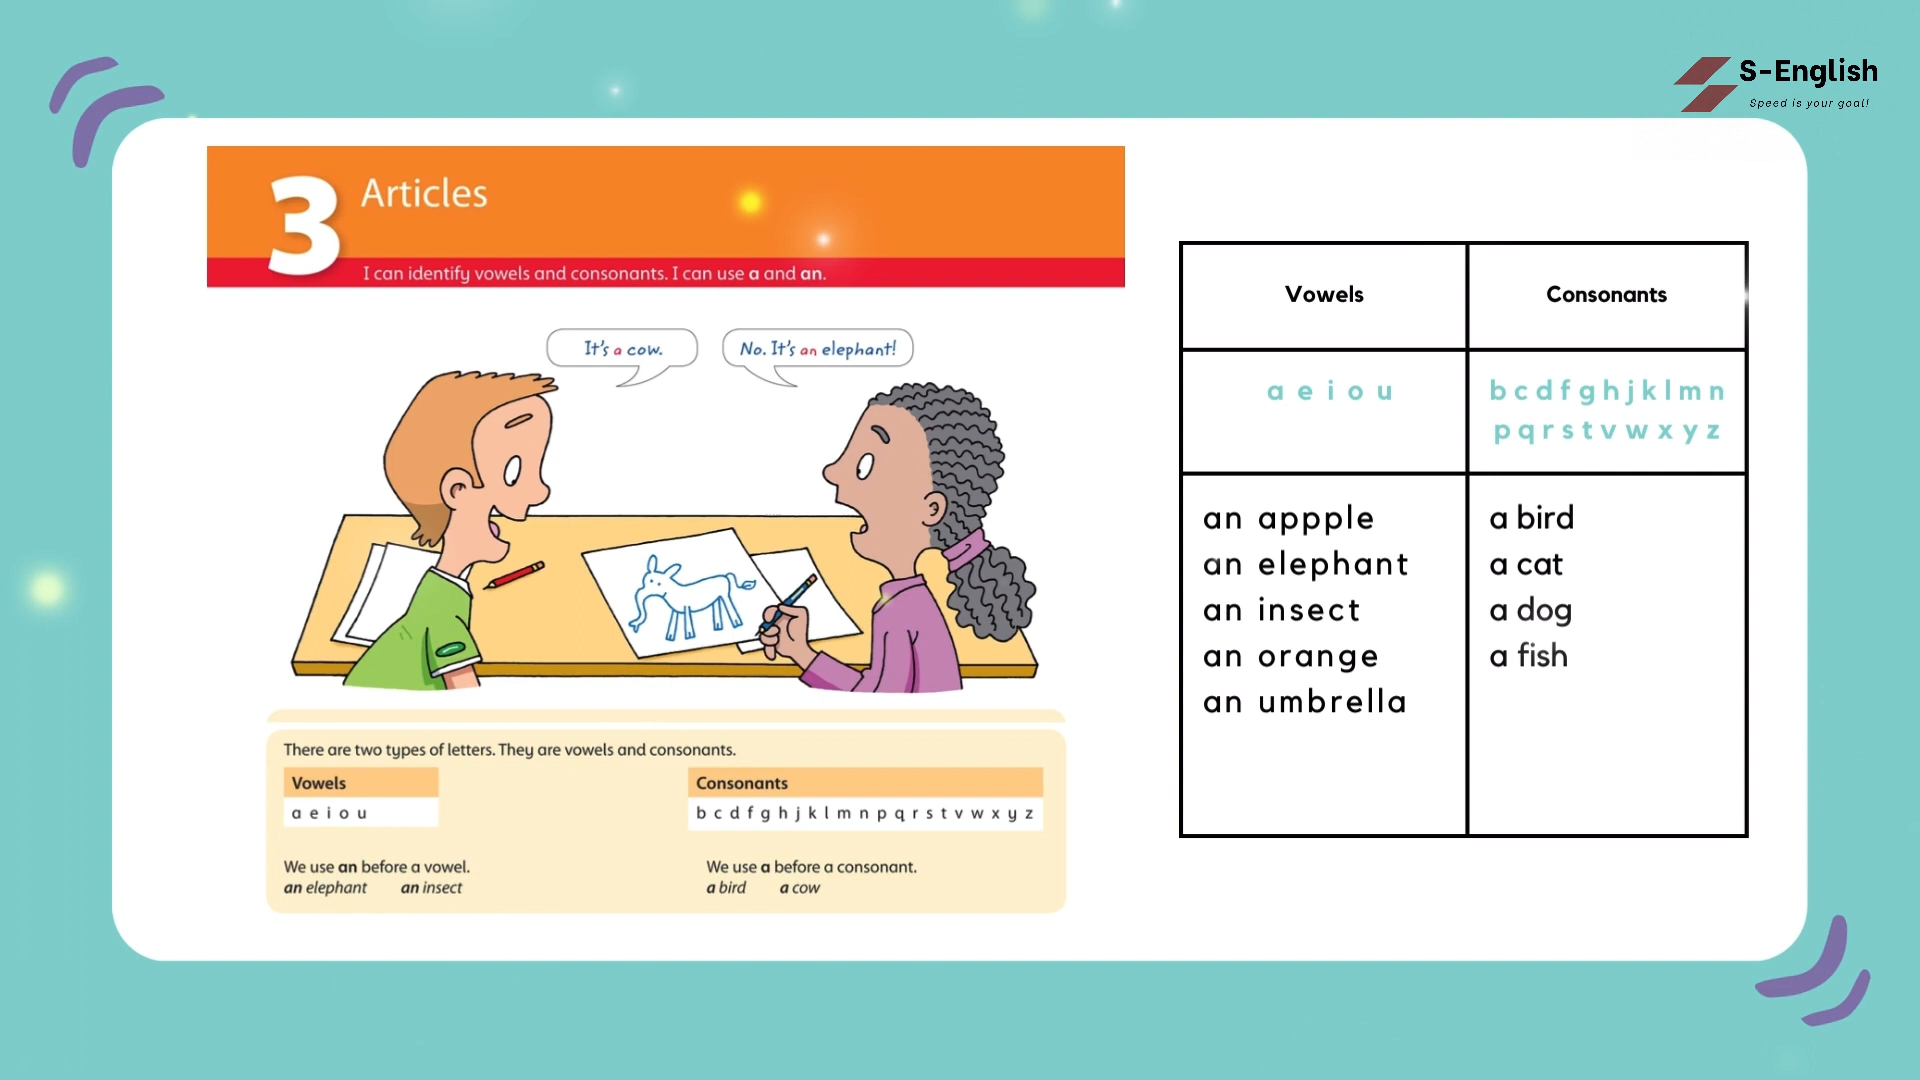 S-English
Speed is your goal!
3
Articles
I can identify vowels and consonants. I can use a and an.
It's a cow.
No. It's an elephant!
There are two types of letters. They are vowels and consonants.
Vowels
a e i o u
Consonants
b c d f g h j k l m n p q r s t v w x y z
We use an before a vowel.
an elephant an insect
We use a before a consonant.
a bird a cow
Vowels
Consonants
a e i o u
b c d f g h j k l m n
p q r s t v w x y z
an appple
an elephant
an insect
an orange
an umbrella
a bird
a cat
a dog
a fish